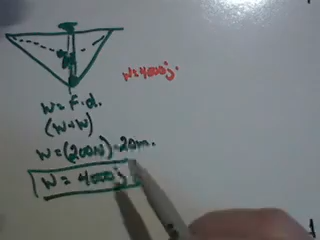 W = F.d.
W = (200N) 20m.
W = 4000j
W = 4000j.